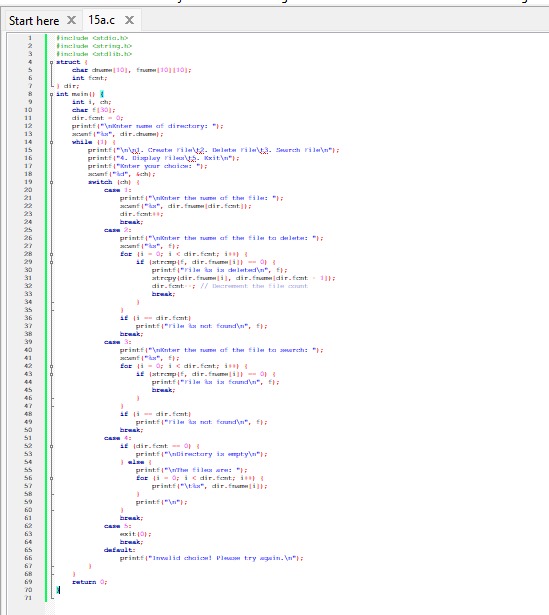 Start here X 15a.c X
1 #include <stdio.h>
2 #include <string.h>
3 #include <stdlib.h>
4 struct {
5 char dname[10], fname[10][10];
6 int fcnt;
7 } dir;
8 int main() {
9 int i, ch;
10 char f[30];
11 dir.fcnt = 0;
12 printf("\nEnter name of directory: ");
13 scanf("%s", dir.dname);
14 while (1) {
15 printf("\n\n1. Create File\t2. Delete File\t3. Search File\n");
16 printf("4. Display Files\t5. Exit\n");
17 printf("Enter your choice: ");
18 scanf("%d", &ch);
19 switch (ch) {
20 case 1:
21 printf("\nEnter the name of the file: ");
22 scanf("%s", dir.fname[dir.fcnt]);
23 dir.fcnt++;
24 break;
25 case 2:
26 printf("\nEnter the name of the file to delete: ");
27 scanf("%s", f);
28 for (i = 0; i < dir.fcnt; i++) {
29 if (strcmp(f, dir.fname[i]) == 0) {
30 printf("File %s is deleted\n", f);
31 strcpy(dir.fname[i], dir.fname[dir.fcnt - 1]);
32 dir.fcnt--; // Decrement the file count
33 break;
34 }
35 }
36 if (i == dir.fcnt)
37 printf("File %s not found\n", f);
38 break;
39 case 3:
40 printf("\nEnter the name of the file to search: ");
41 scanf("%s", f);
42 for (i = 0; i < dir.fcnt; i++) {
43 if (strcmp(f, dir.fname[i]) == 0) {
44 printf("File %s is found\n", f);
45 break;
46 }
47 }
48 if (i == dir.fcnt)
49 printf("File %s not found\n", f);
50 break;
51 case 4:
52 if (dir.fcnt == 0) {
53 printf("\nDirectory is empty\n");
54 } else {
55 printf("\nThe files are: ");
56 for (i = 0; i < dir.fcnt; i++) {
57 printf("\t%s", dir.fname[i]);
58 }
59 printf("\n");
60 }
61 break;
62 case 5:
63 exit(0);
64 break;
65 default:
66 printf("Invalid choice! Please try again.\n");
67 }
68 }
69 return 0;
70 }
71